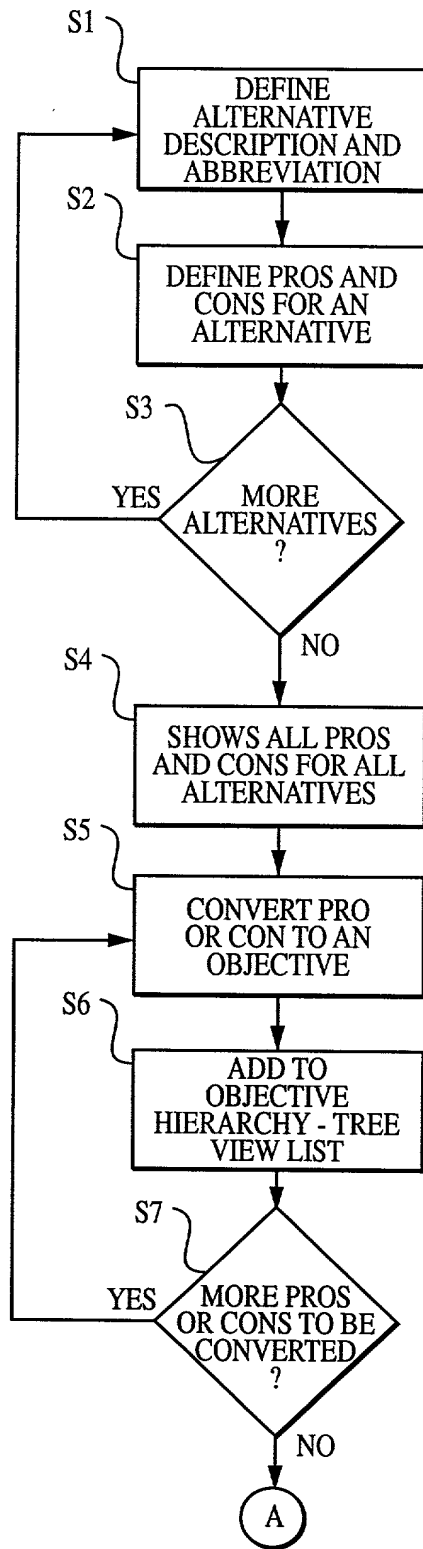 S1
DEFINE
ALTERNATIVE
DESCRIPTION AND
ABBREVIATION
S2
DEFINE PROS AND
CONS FOR AN
ALTERNATIVE
S3
YES
MORE
ALTERNATIVES
?
NO
S4
SHOWS ALL PROS
AND CONS FOR ALL
ALTERNATIVES
S5
CONVERT PRO
OR CON TO AN
OBJECTIVE
S6
ADD TO
OBJECTIVE
HIERARCHY - TREE
VIEW LIST
S7
YES
MORE PROS
OR CONS TO BE
CONVERTED
?
NO
A